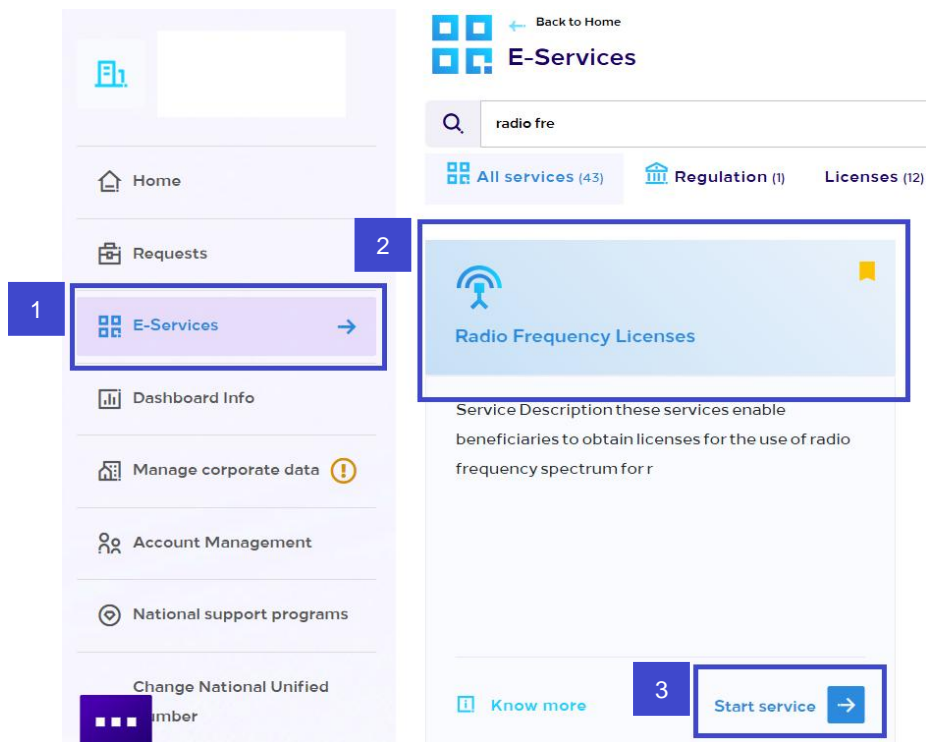 Back to Home
E-Services
radio fre
All services (43)
Regulation (1)
Licenses (12)
Home
Requests
2
1
E-Services
Radio Frequency Licenses
Dashboard Info
Service Description these services enable
beneficiaries to obtain licenses for the use of radio
frequency spectrum for r
Manage corporate data
Account Management
National support programs
Change National Unified
3
Know more
Start service